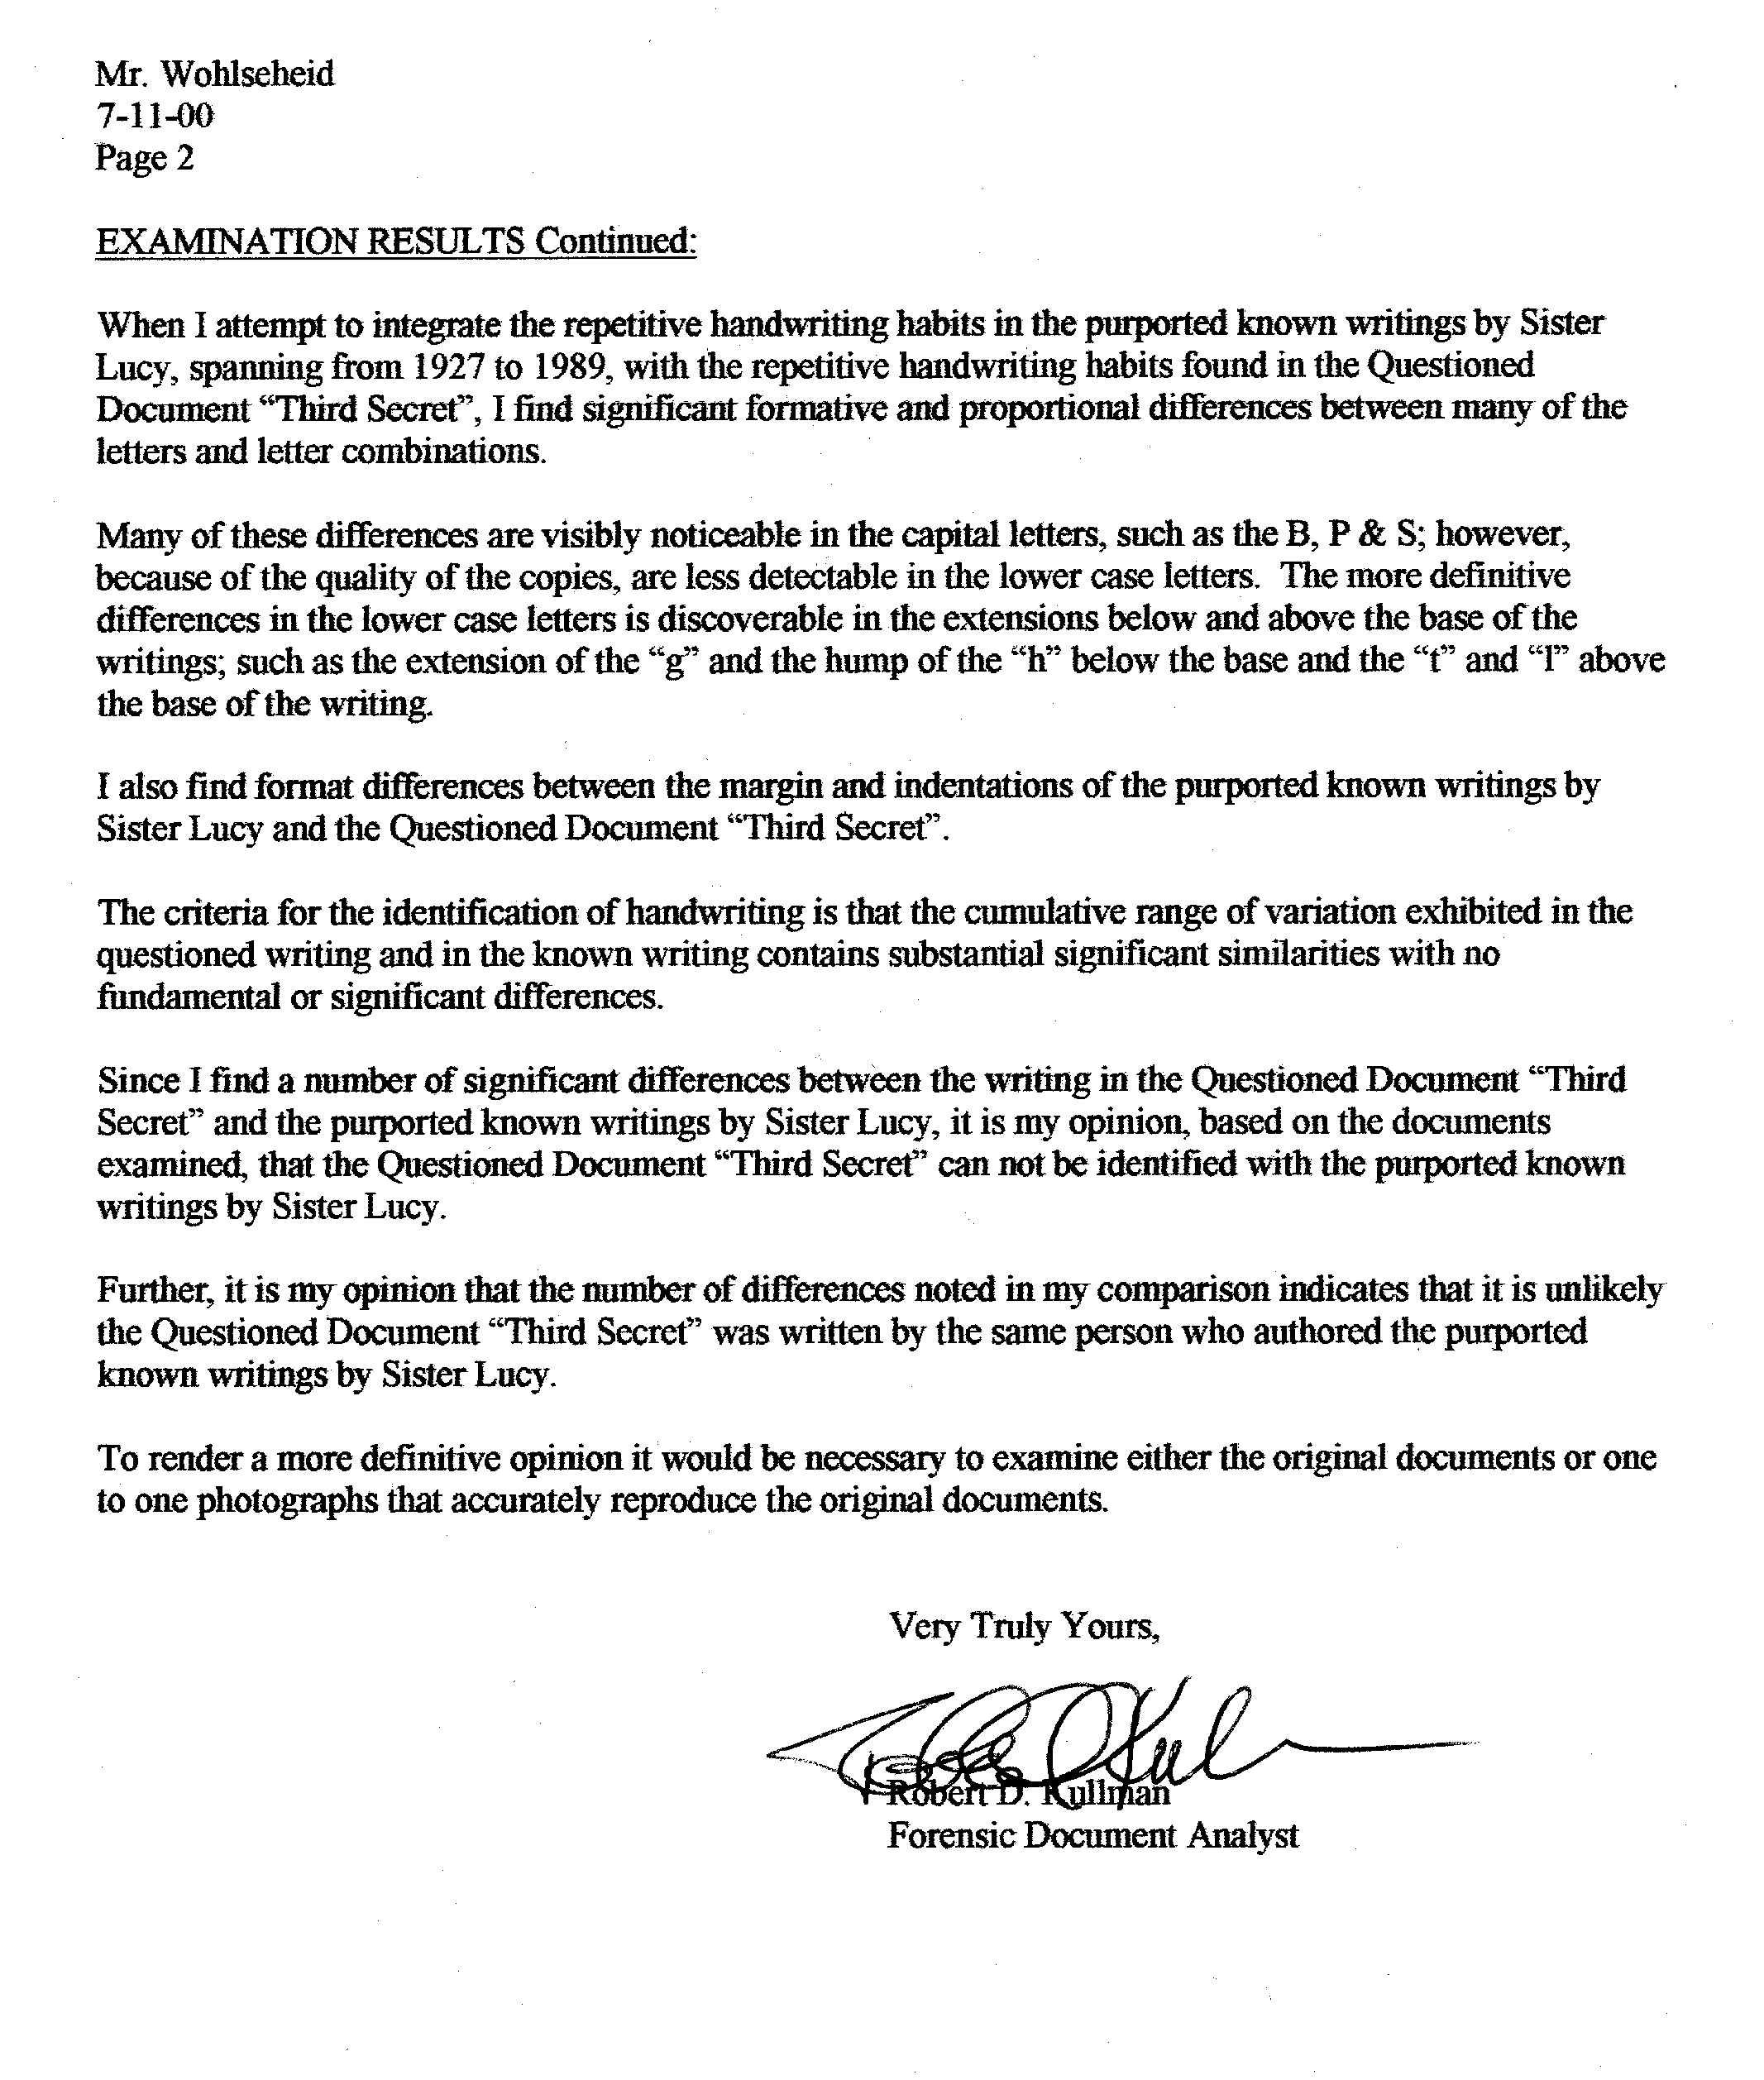 Mr. Wohlseheid
7-11-00
Page 2
EXAMINATION RESULTS Continued:
When I attempt to integrate the repetitive handwriting habits in the purported known writings by Sister
Lucy, spanning from 1927 to 1989, with the repetitive handwriting habits found in the Questioned
Document “Third Secret”, I find significant formative and proportional differences between many of the
letters and letter combinations.
Many of these differences are visibly noticeable in the capital letters, such as the B, P & S; however,
because of the quality of the copies, are less detectable in the lower case letters.  The more definitive
differences in the lower case letters is discoverable in the extensions below and above the base of the
writings; such as the extension of the “g” and the hump of the “h” below the base and the “t” and “l” above
the base of the writing.
I also find format differences between the margin and indentations of the purported known writings by
Sister Lucy and the Questioned Document “Third Secret”.
The criteria for the identification of handwriting is that the cumulative range of variation exhibited in the
questioned writing and in the known writing contains substantial significant similarities with no
fundamental or significant differences.
Since I find a number of significant differences between the writing in the Questioned Document “Third
Secret” and the purported known writings by Sister Lucy, it is my opinion, based on the documents
examined, that the Questioned Document “Third Secret” can not be identified with the purported known
writings by Sister Lucy.
Further, it is my opinion that the number of differences noted in my comparison indicates that it is unlikely
the Questioned Document “Third Secret” was written by the same person who authored the purported
known writings by Sister Lucy.
To render a more definitive opinion it would be necessary to examine either the original documents or one
to one photographs that accurately reproduce the original documents.
Very Truly Yours,
Robert D. Kullman
Forensic Document Analyst